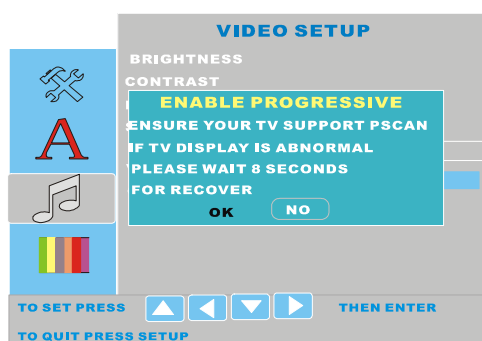 VIDEO SETUP
BRIGHTNESS
CONTRAST
ENABLE PROGRESSIVE
ENSURE YOUR TV SUPPORT PSCAN
IF TV DISPLAY IS ABNORMAL
PLEASE WAIT 8 SECONDS
FOR RECOVER
OK NO
A
TO SET PRESS THEN ENTER
TO QUIT PRESS SETUP